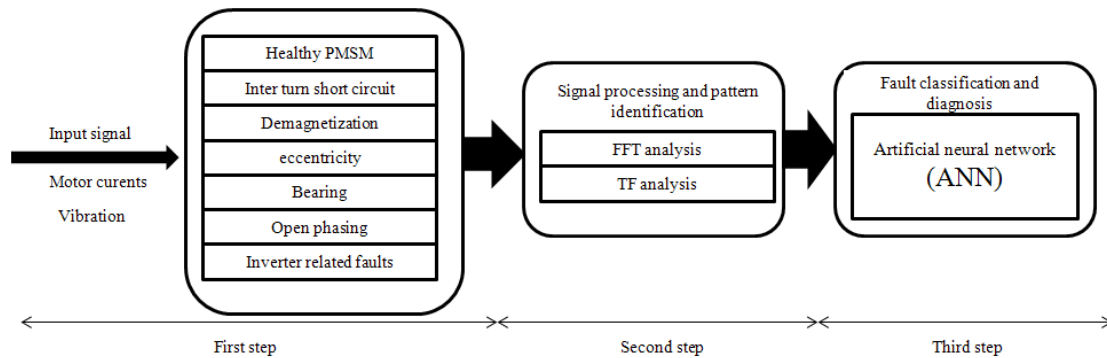 Input signal
Motor curents
Vibration
Healthy PMSM
Inter turn short circuit
Demagnetization
eccentricity
Bearing
Open phasing
Inverter related faults
Signal processing and pattern
identification
FFT analysis
TF analysis
Fault classification and
diagnosis
Artificial neural network
(ANN)
First step
Second step
Third step